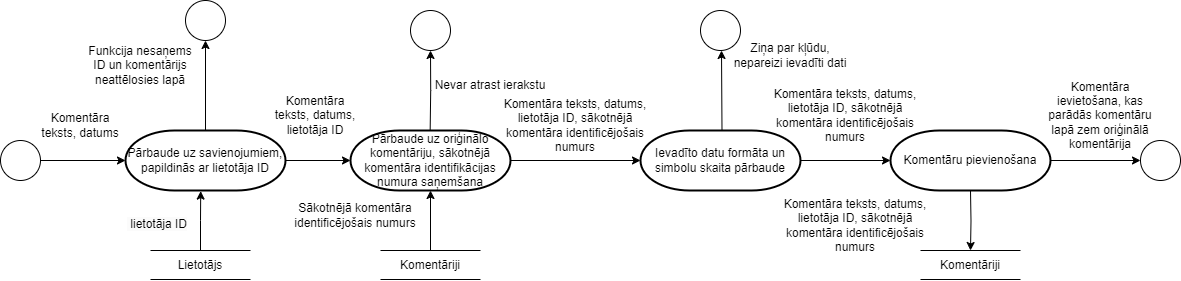 Funkcija nesaņems
ID un komentārijs
neattēlosies lapā
Komentāra
teksts, datums
Pārbaude uz savienojumiem,
papildinās ar lietotāja ID
lietotāja ID
Lietotājs
Komentāra
teksts, datums,
lietotāja ID
Nevar atrast ierakstu
Pārbaude uz oriģinālo
komentāriju, sākotnējā
komentāra identifikācijas
numura saņemšana
Sākotnējā komentāra
identificējošais numurs
Komentāriji
Komentāra teksts, datums,
lietotāja ID, sākotnējā
komentāra identificējošais
numurs
Ziņa par kļūdu,
nepareizi ievadīti dati
Ievadīto datu formāta un
simbolu skaita pārbaude
Komentāra teksts, datums,
lietotāja ID, sākotnējā
komentāra identificējošais
numurs
Komentāru pievienošana
Komentāra teksts, datums,
lietotāja ID, sākotnējā
komentāra identificējošais
numurs
Komentāriji
Komentāra
ievietošana, kas
parādās komentāru
lapā zem oriģinālā
komentārija